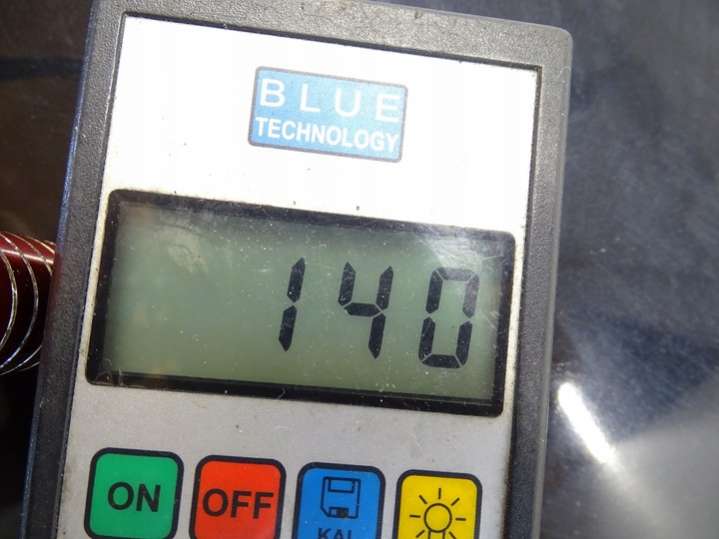 BLUE
TECHNOLOGY
140
ON OFF KAL